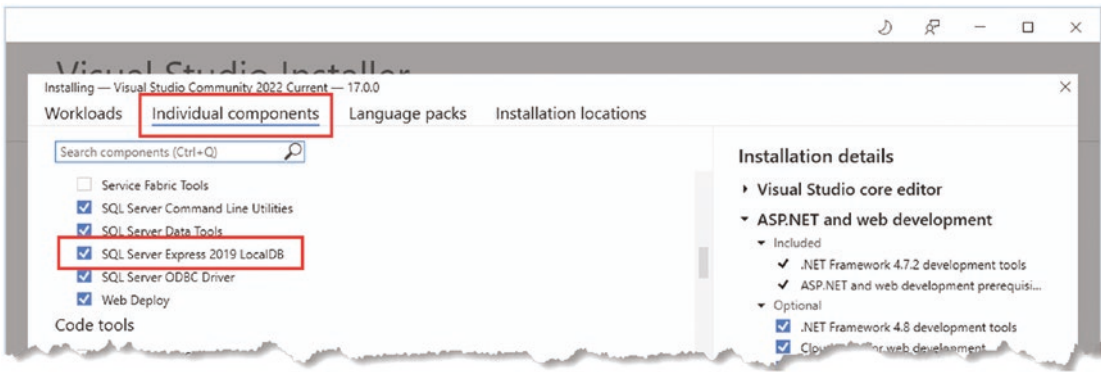 Visual Studio Installer
Installing — Visual Studio Community 2022 Current — 17.0.0
Workloads Individual components Language packs Installation locations
Search components (Ctrl+Q)
Service Fabric Tools
SQL Server Command Line Utilities
SQL Server Data Tools
SQL Server Express 2019 LocalDB
SQL Server ODBC Driver
Web Deploy
Code tools
Installation details
Visual Studio core editor
ASP.NET and web development
Included
.NET Framework 4.7.2 development tools
ASP.NET and web development prerequisi...
Optional
.NET Framework 4.8 development tools
web development